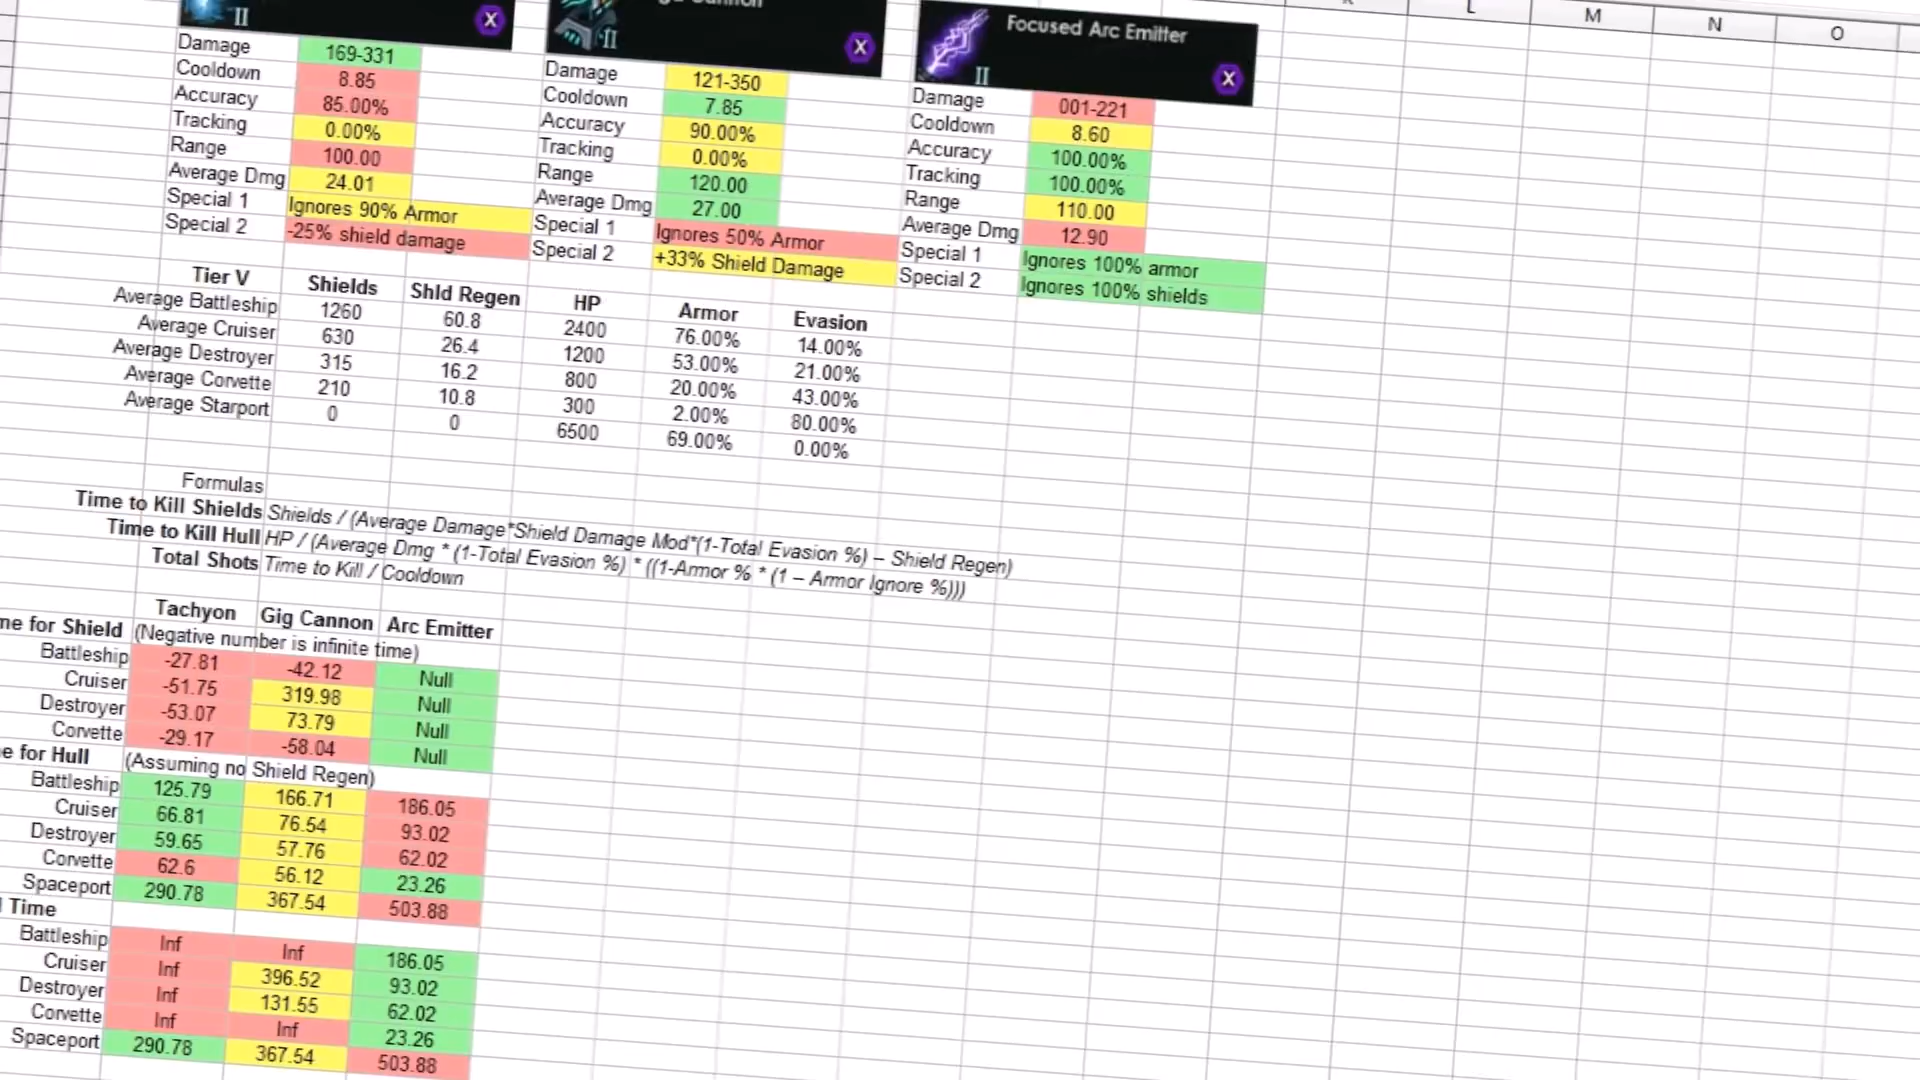 K L M N O
II X
Cannon
II X
Focused Arc Emitter
II X
Damage 169-331
Cooldown 8.85
Accuracy 85.00%
Tracking 0.00%
Range 100.00
Average Dmg 24.01
Special 1 Ignores 90% Armor
Special 2 -25% shield damage
Damage 121-350
Cooldown 7.85
Accuracy 90.00%
Tracking 0.00%
Range 120.00
Average Dmg 27.00
Special 1 Ignores 50% Armor
Special 2 +33% Shield Damage
Damage 001-221
Cooldown 8.60
Accuracy 100.00%
Tracking 100.00%
Range 110.00
Average Dmg 12.90
Special 1 Ignores 100% armor
Special 2 Ignores 100% shields
Tier V Shields Shld Regen HP Armor Evasion
Average Battleship 1260 60.8 2400 76.00% 14.00%
Average Cruiser 630 26.4 1200 53.00% 21.00%
Average Destroyer 315 16.2 800 20.00% 43.00%
Average Corvette 210 10.8 300 2.00% 80.00%
Average Starport 0 0 6500 69.00% 0.00%
Formulas
Time to Kill Shields Shields / (Average Damage*Shield Damage Mod*(1-Total Evasion %) – Shield Regen)
Time to Kill Hull HP / (Average Dmg * (1-Total Evasion %) * ((1-Armor % * (1 – Armor Ignore %)))
Total Shots Time to Kill / Cooldown
Tachyon Gig Cannon Arc Emitter
me for Shield (Negative number is infinite time)
Battleship -27.81 -42.12 Null
Cruiser -51.75 319.98 Null
Destroyer -53.07 73.79 Null
Corvette -29.17 -58.04 Null
e for Hull (Assuming no Shield Regen)
Battleship 125.79 166.71 186.05
Cruiser 66.81 76.54 93.02
Destroyer 59.65 57.76 62.02
Corvette 62.6 56.12 23.26
Spaceport 290.78 367.54 503.88
l Time
Battleship Inf Inf 186.05
Cruiser Inf 396.52 93.02
Destroyer Inf 131.55 62.02
Corvette Inf Inf 23.26
Spaceport 290.78 367.54 503.88